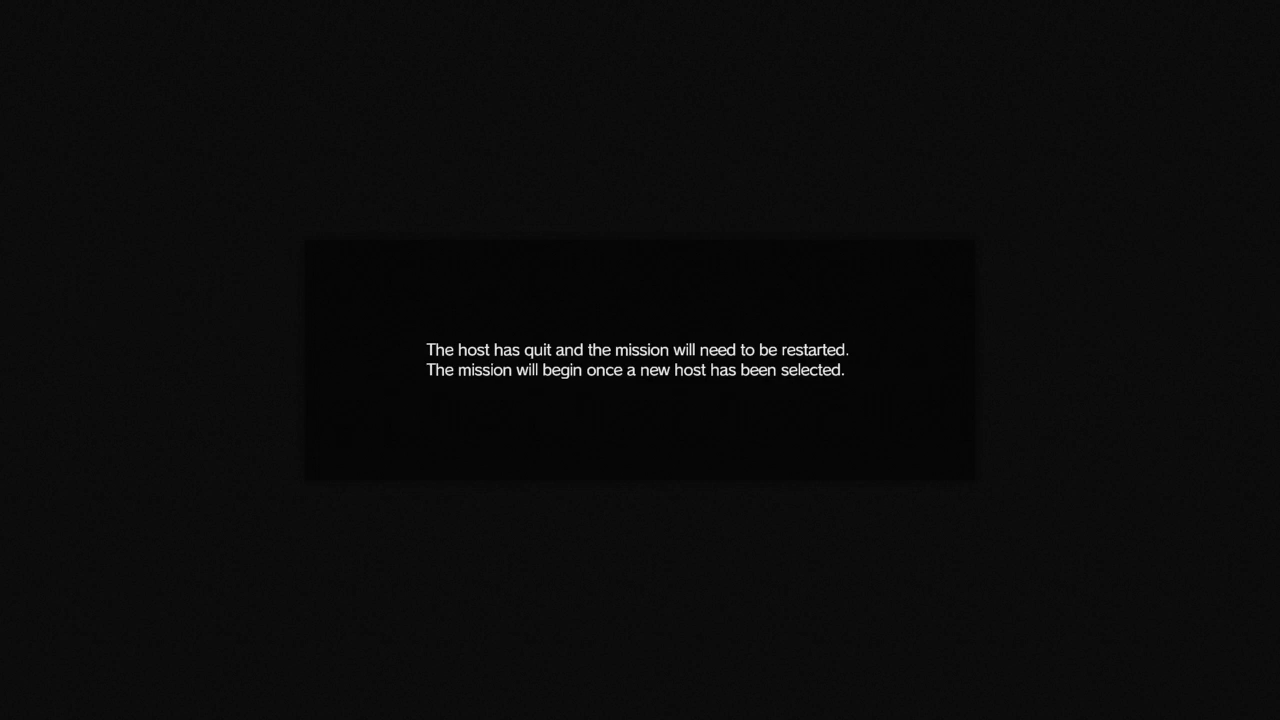 The host has quit and the mission will need to be restarted.
The mission will begin once a new host has been selected.